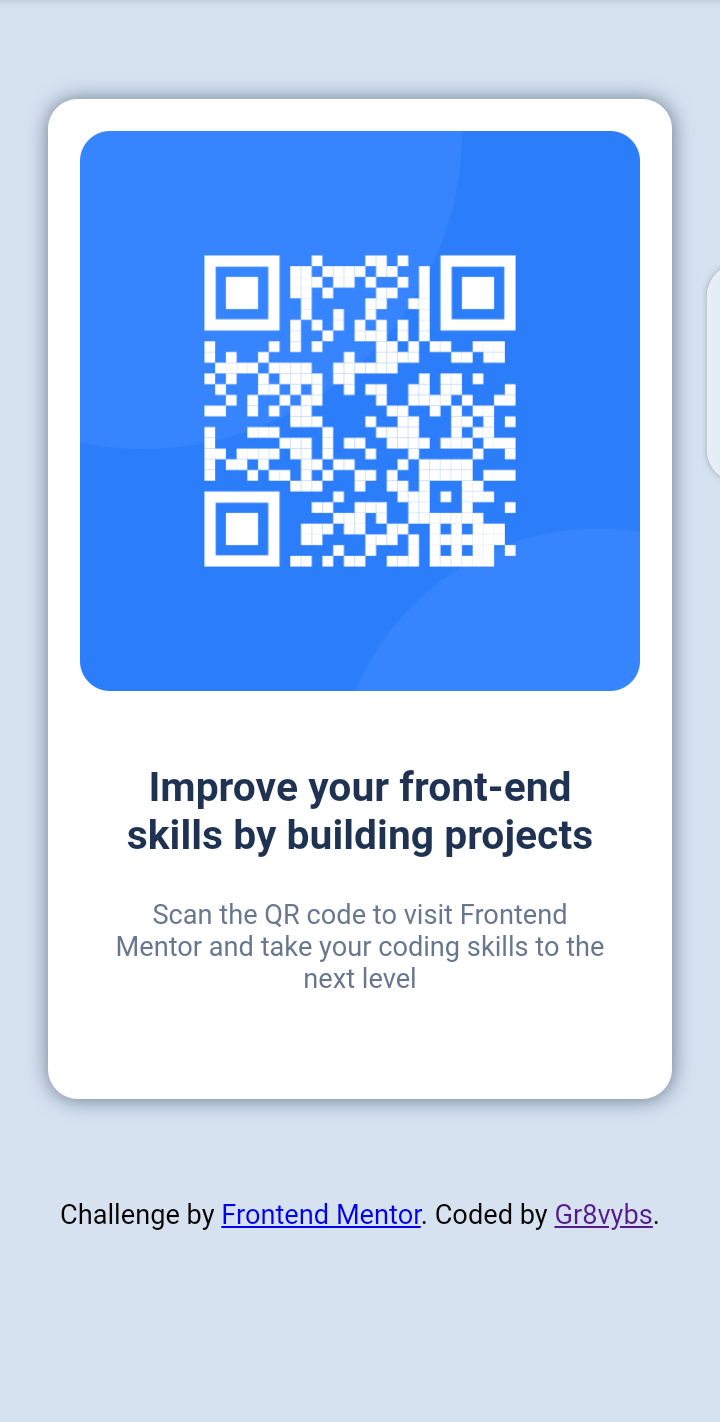 Improve your front-end
skills by building projects
Scan the QR code to visit Frontend
Mentor and take your coding skills to the
next level
Challenge by Frontend Mentor. Coded by Gr8vybs.